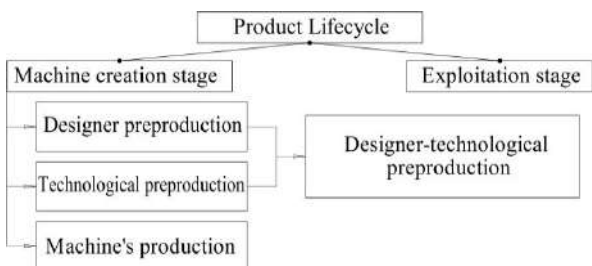 Product Lifecycle
Machine creation stage
Exploitation stage
Designer preproduction
Technological preproduction
Machine's production
Designer-technological
preproduction